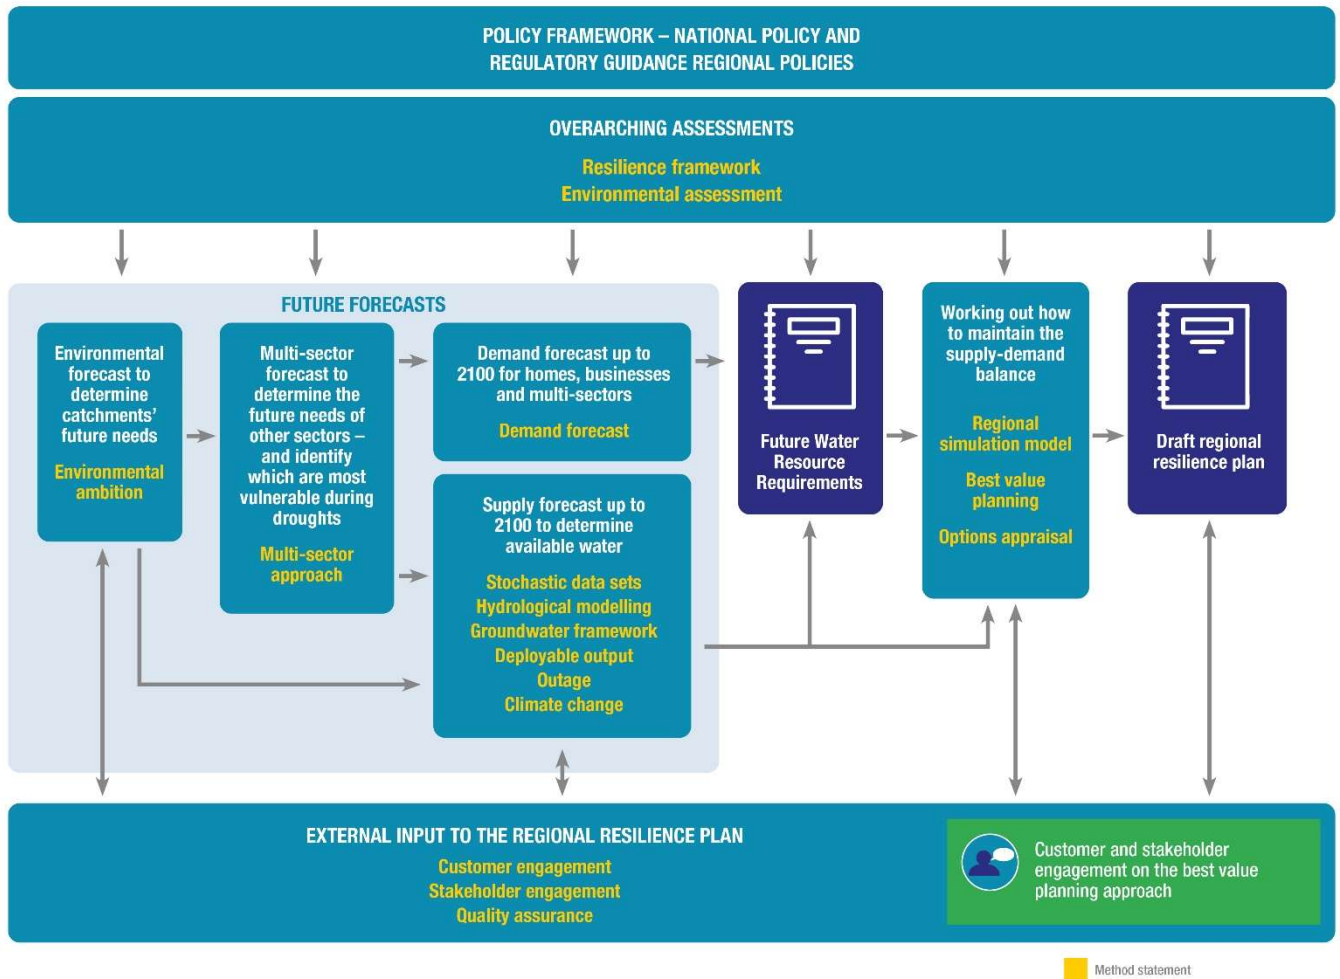 POLICY FRAMEWORK – NATIONAL POLICY AND
REGULATORY GUIDANCE REGIONAL POLICIES
OVERARCHING ASSESSMENTS
Resilience framework
Environmental assessment
FUTURE FORECASTS
Environmental
forecast to
determine
catchments'
future needs
Environmental
ambition
Multi-sector
forecast to
determine the
future needs of
other sectors –
and identify
which are most
vulnerable during
droughts
Multi-sector
approach
Demand forecast up to
2100 for homes, businesses
and multi-sectors
Demand forecast
Supply forecast up to
2100 to determine
available water
Stochastic data sets
Hydrological modelling
Groundwater framework
Deployable output
Outage
Climate change
Future Water
Resource
Requirements
Working out how
to maintain the
supply-demand
balance
Regional
simulation model
Best value
planning
Options appraisal
Draft regional
resilience plan
EXTERNAL INPUT TO THE REGIONAL RESILIENCE PLAN
Customer engagement
Stakeholder engagement
Quality assurance
Customer and stakeholder
engagement on the best value
planning approach
Method statement